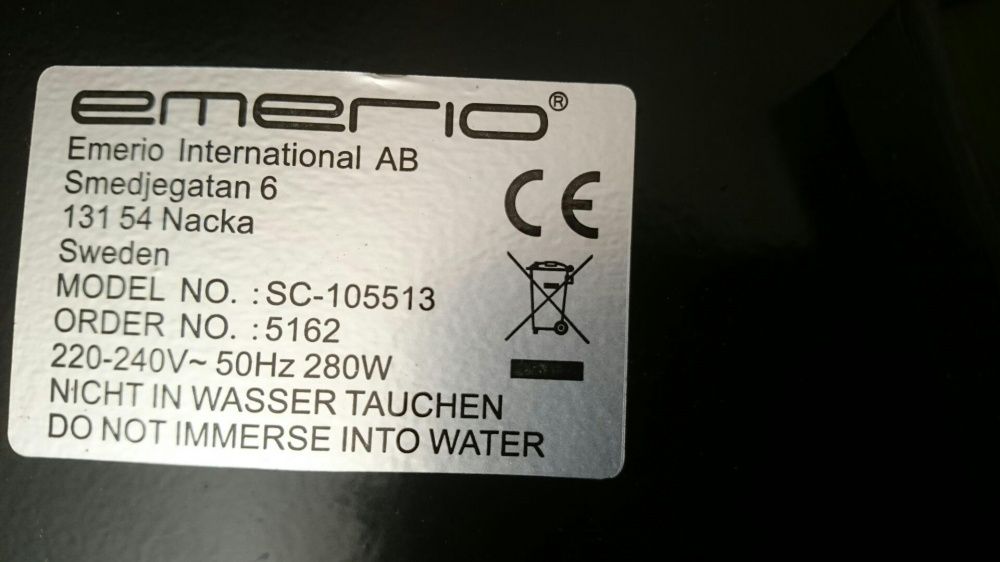 emerio®
Emerio International AB
Smedjegatan 6
131 54 Nacka
Sweden
MODEL NO. :SC-105513
ORDER NO. :5162
220-240V~ 50Hz 280W
NICHT IN WASSER TAUCHEN
DO NOT IMMERSE INTO WATER
CE